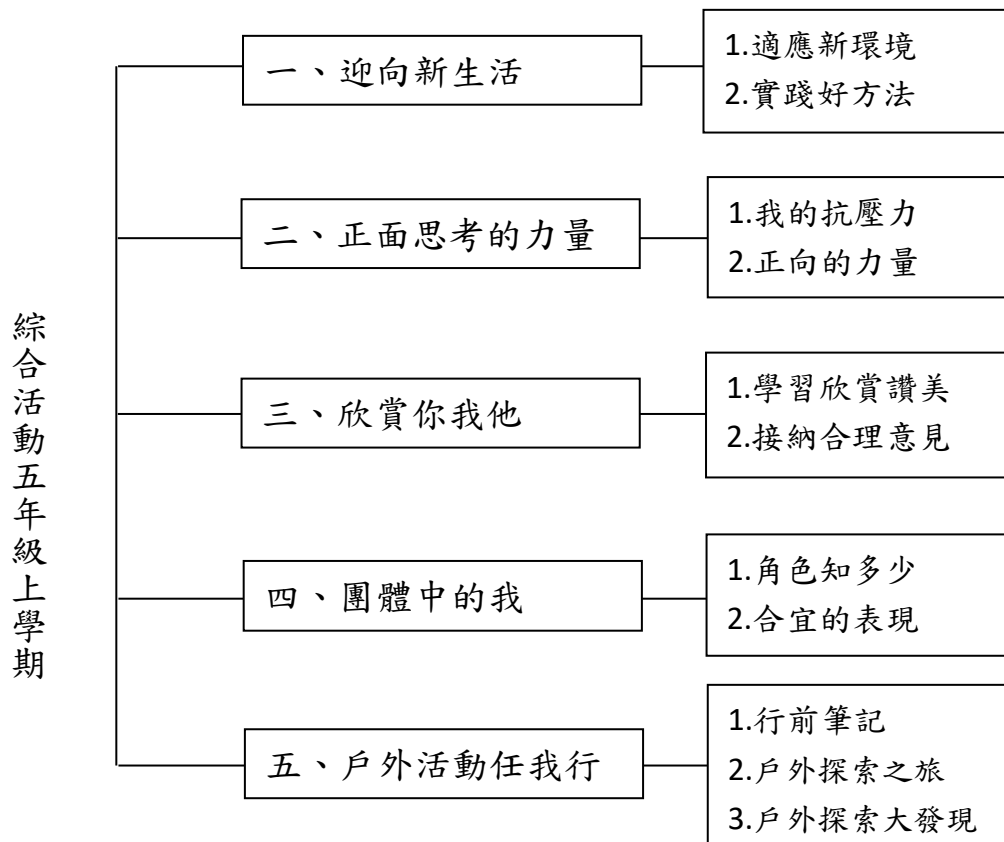 綜合活動五年級上學期
一、迎向新生活
1.適應新環境
2.實踐好方法
二、正面思考的力量
1.我的抗壓力
2.正向的力量
三、欣賞你我他
1.學習欣賞讚美
2.接納合理意見
四、團體中的我
1.角色知多少
2.合宜的表現
五、戶外活動任我行
1.行前筆記
2.戶外探索之旅
3.戶外探索大發現